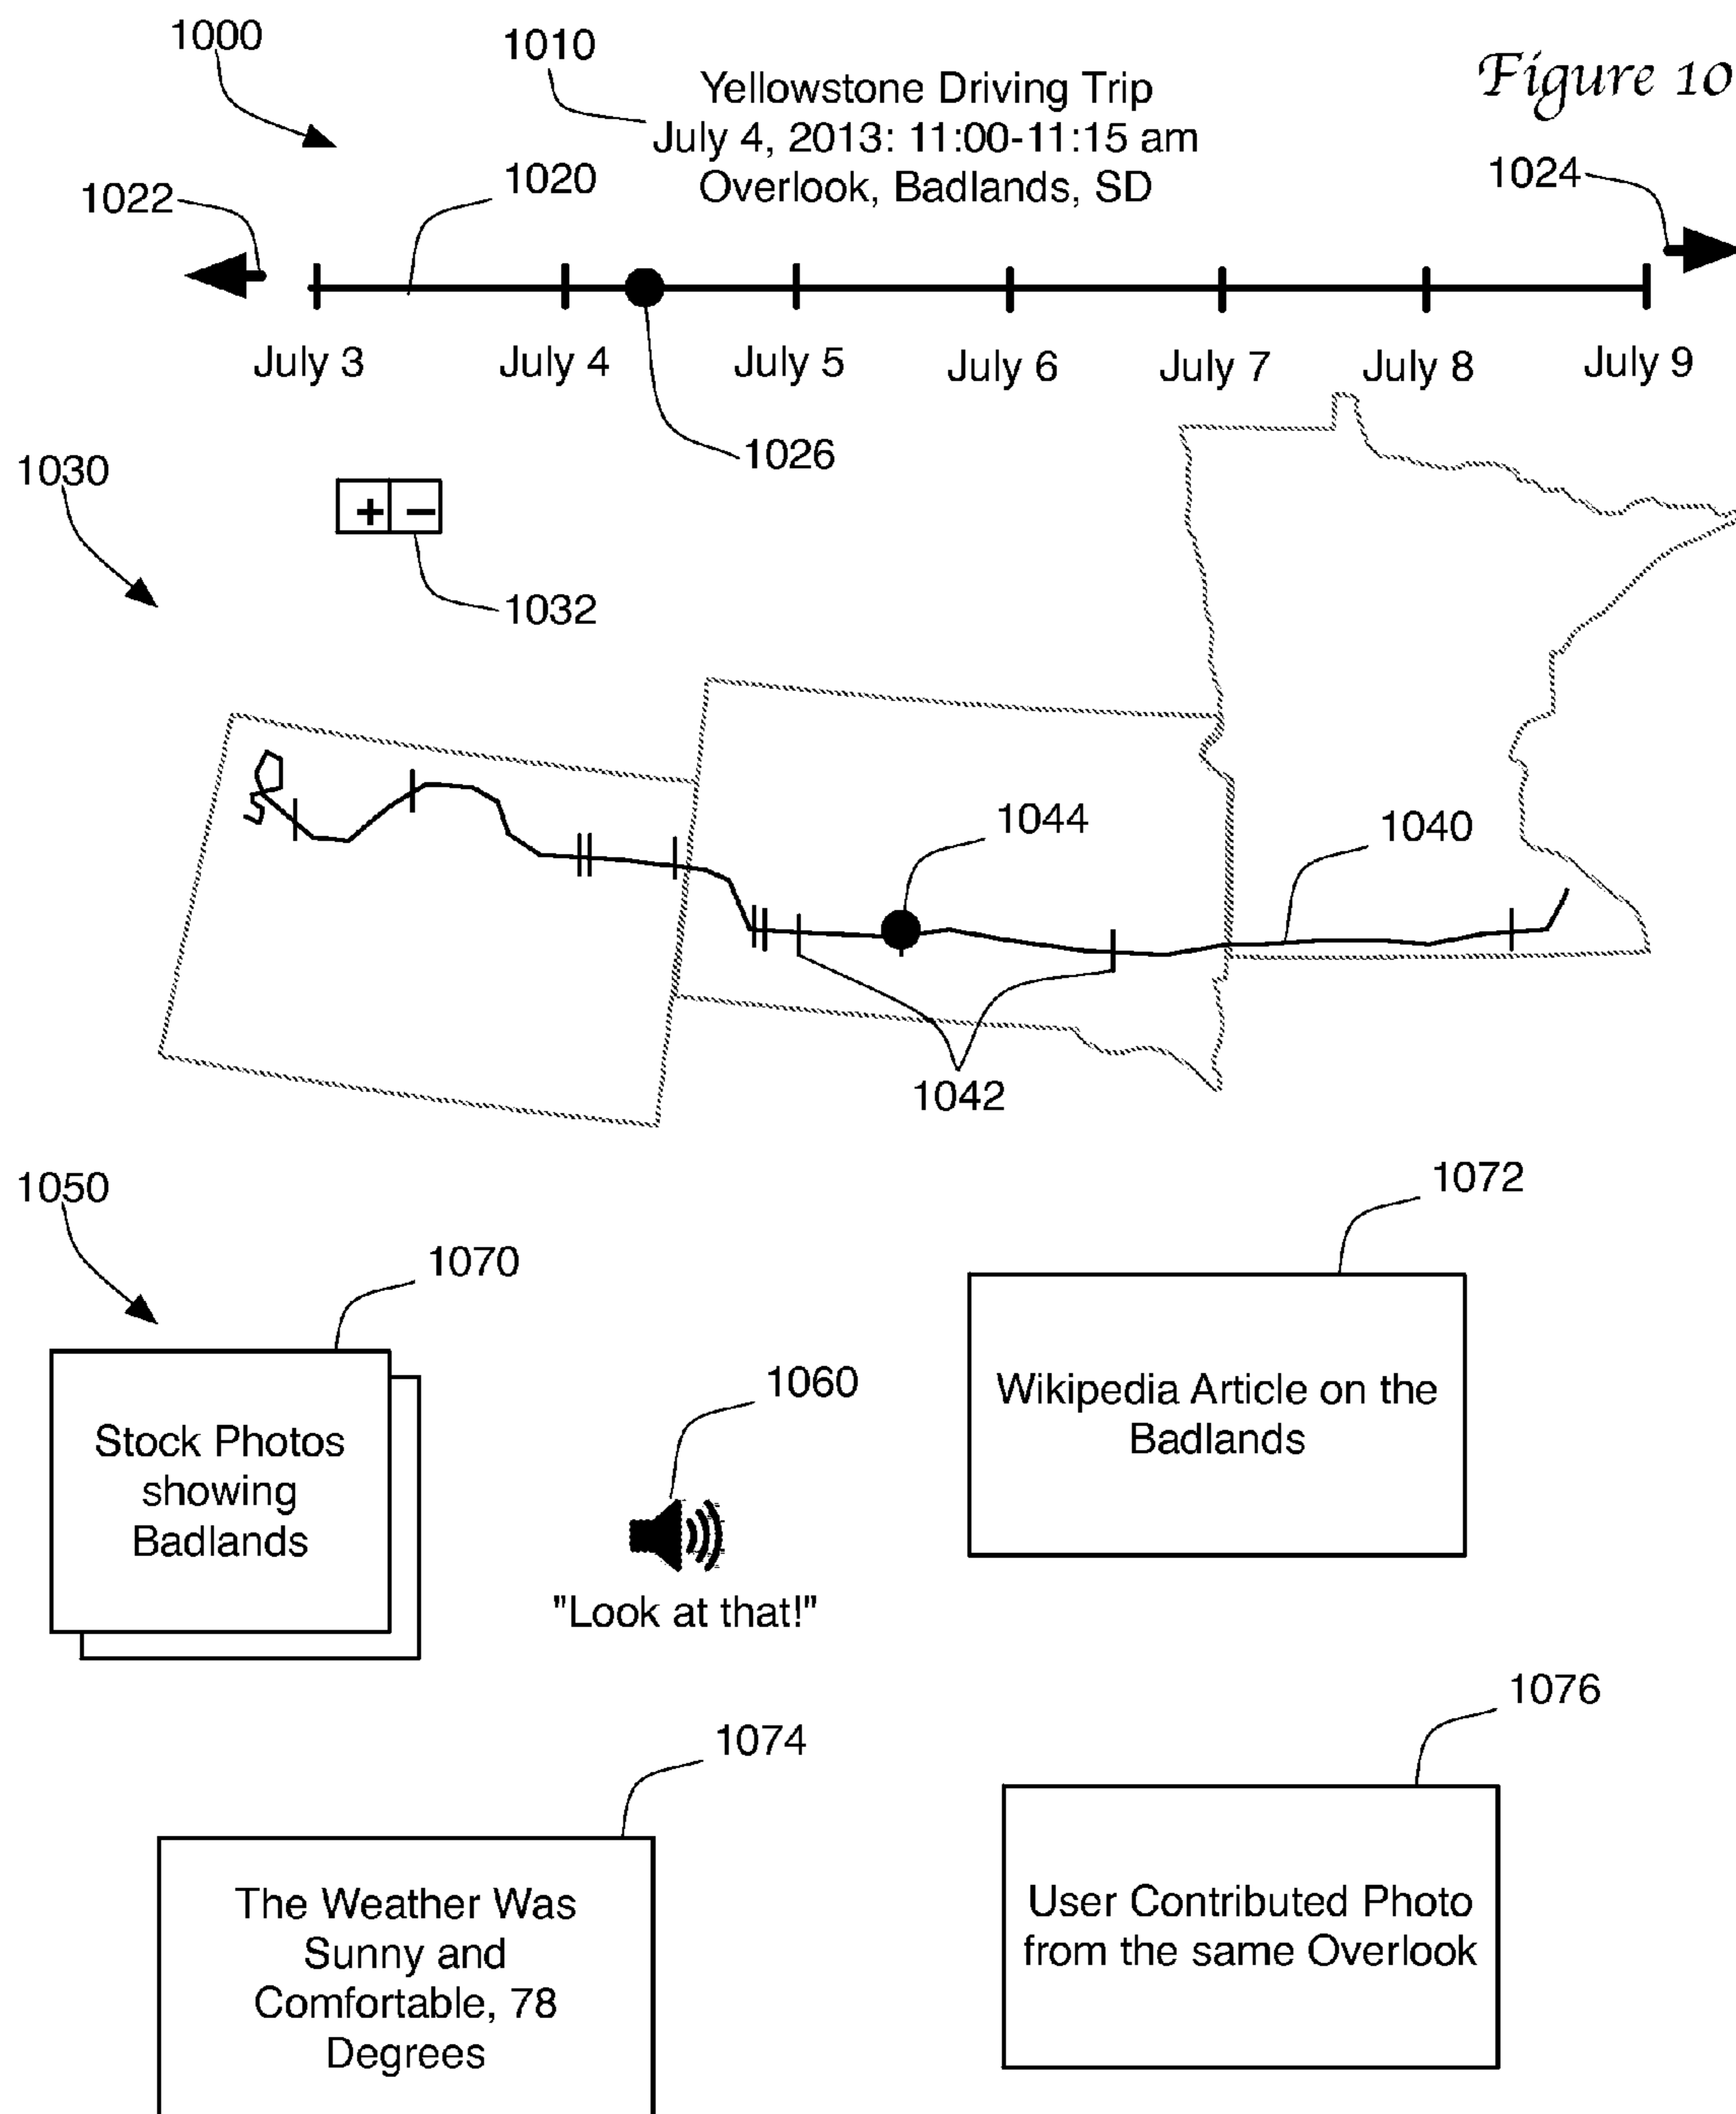 1000
1010
Figure 10
Yellowstone Driving Trip
July 4, 2013: 11:00-11:15 am
Overlook, Badlands, SD
1022
1020
1024
July 3
July 4
July 5
July 6
July 7
July 8
July 9
1026
1030
+ −
1032
1044
1040
1042
1050
1072
1070
Wikipedia Article on the
Badlands
1060
Stock Photos
showing
Badlands
"Look at that!"
1076
1074
The Weather Was
Sunny and
Comfortable, 78
Degrees
User Contributed Photo
from the same Overlook